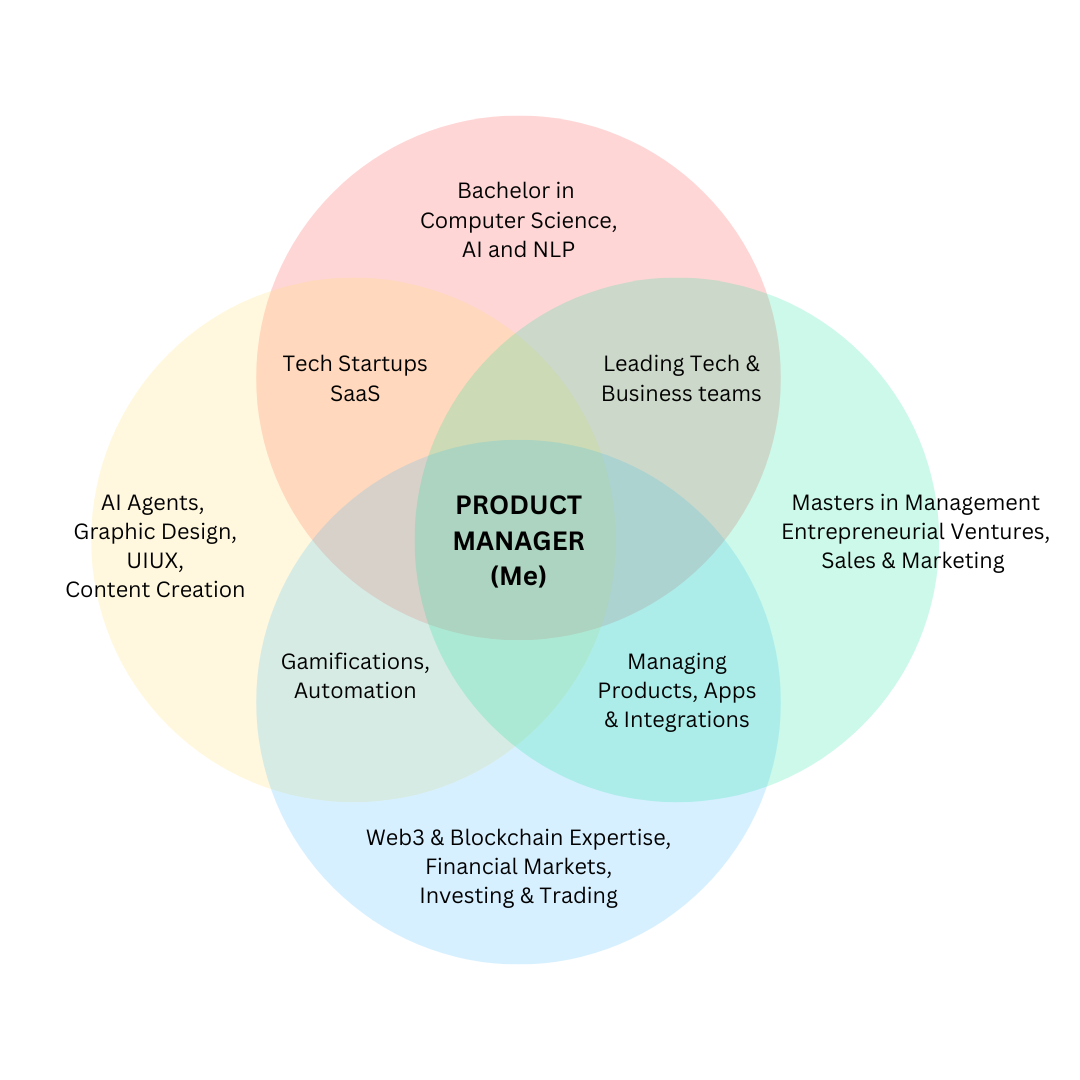 Bachelor in
Computer Science,
AI and NLP
Tech Startups
SaaS
Leading Tech &
Business teams
AI Agents,
Graphic Design,
UIUX,
Content Creation
PRODUCT
MANAGER
(Me)
Masters in Management
Entrepreneurial Ventures,
Sales & Marketing
Gamifications,
Automation
Managing
Products, Apps
& Integrations
Web3 & Blockchain Expertise,
Financial Markets,
Investing & Trading